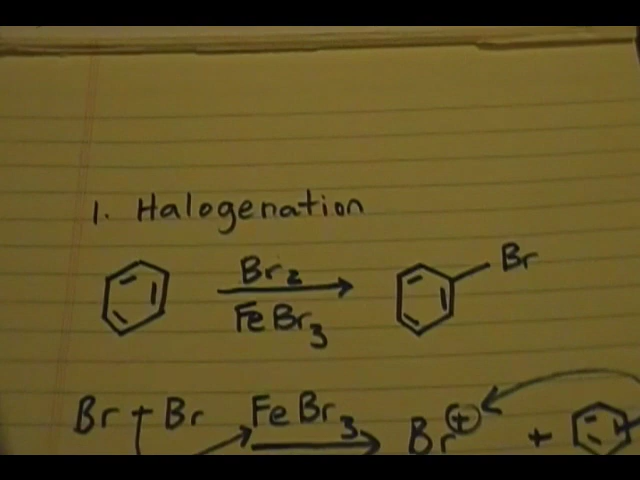 1. Halogenation
Br₂
FeBr₃
Br
Br + Br FeBr₃ Br⊕ +